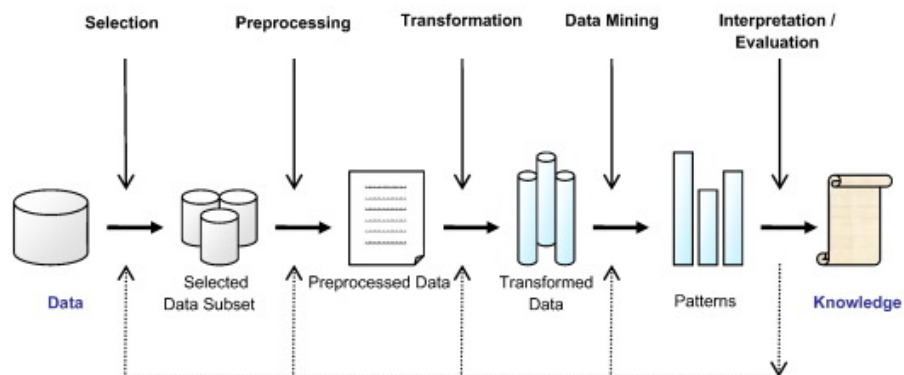 Selection
Preprocessing
Transformation
Data Mining
Interpretation /
Evaluation
Data
Selected
Data Subset
Preprocessed Data
Transformed
Data
Patterns
Knowledge